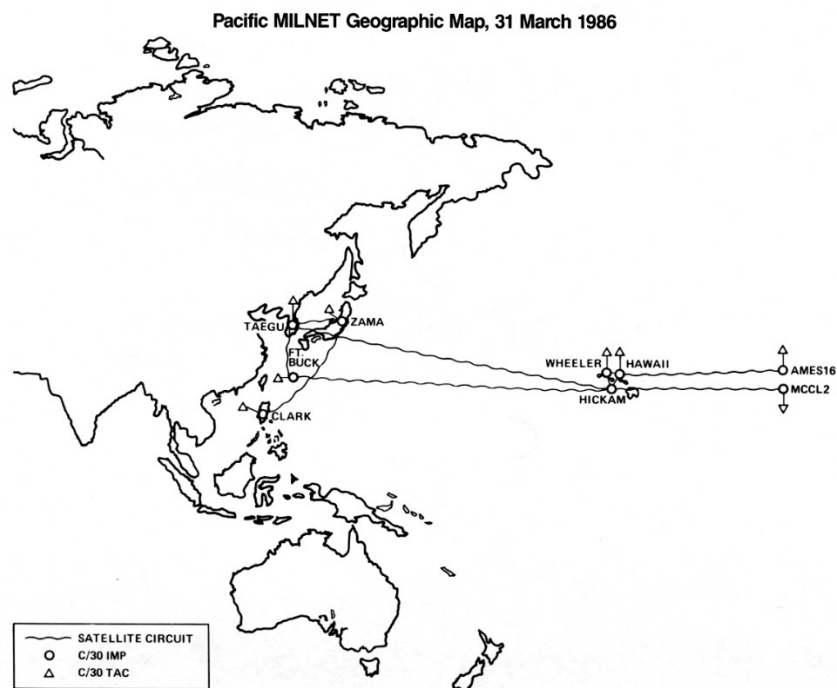 Pacific MILNET Geographic Map, 31 March 1986
TAEGU
ZAMA
FT.
BUCK
CLARK
WHEELER
HAWAII
HICKAM
AMES16
MCCL2
SATELLITE CIRCUIT
C/30 IMP
C/30 TAC